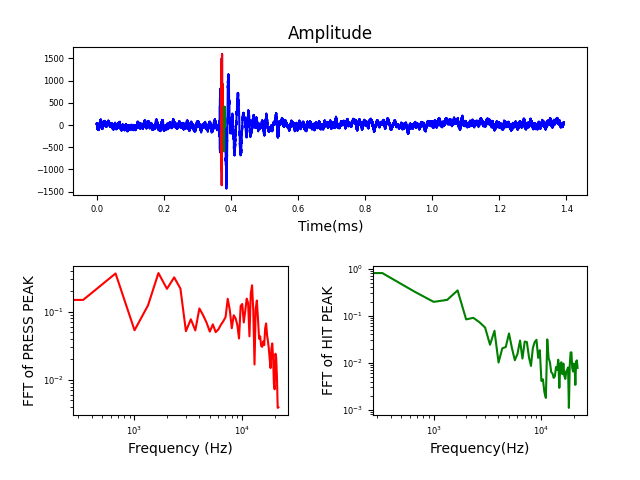 Amplitude
1500
1000
500
0
−500
−1000
−1500
0.0 0.2 0.4 0.6 0.8 1.0 1.2 1.4
Time(ms)
FFT of PRESS PEAK
10⁻¹
10⁻²
10³ 10⁴
Frequency (Hz)
FFT of HIT PEAK
10⁰
10⁻¹
10⁻²
10⁻³
10³ 10⁴
Frequency(Hz)